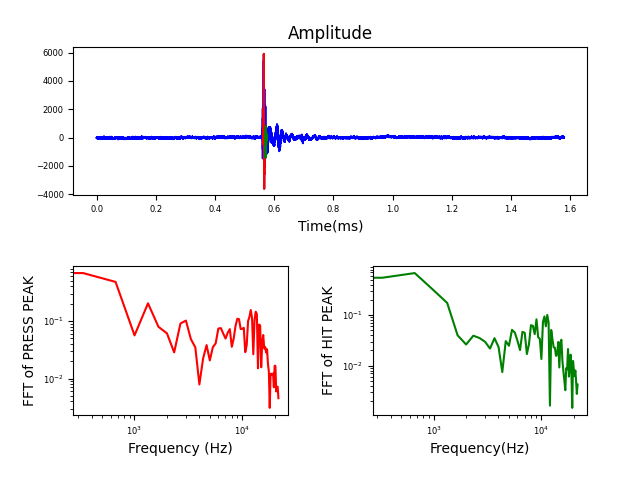 Amplitude
6000
4000
2000
0
−2000
−4000
0.0 0.2 0.4 0.6 0.8 1.0 1.2 1.4 1.6
Time(ms)
FFT of PRESS PEAK
10⁻¹
10⁻²
10³ 10⁴
Frequency (Hz)
FFT of HIT PEAK
10⁻¹
10⁻²
10³ 10⁴
Frequency(Hz)